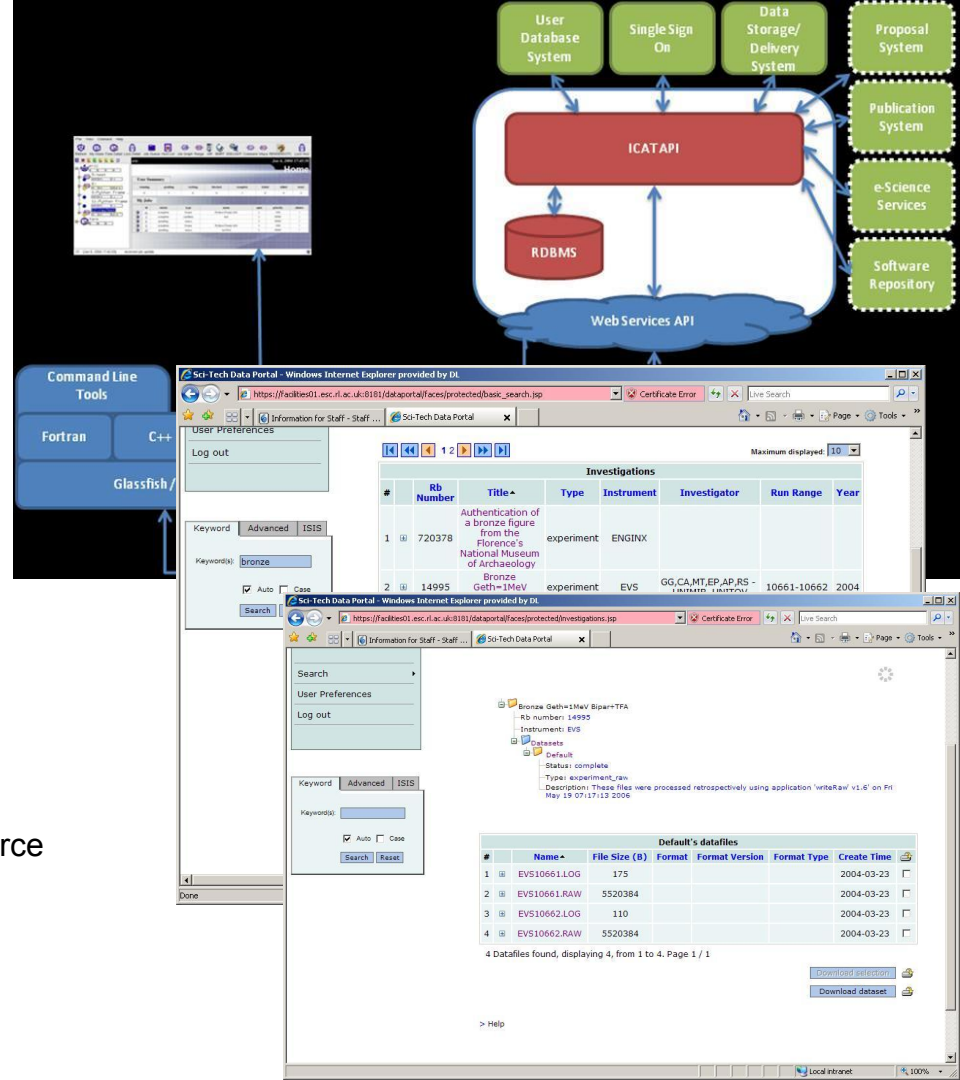 User
Database
System
Single Sign
On
Data
Storage/
Delivery
System
Proposal
System
Publication
System
e-Science
Services
Software
Repository
ICAT API
RDBMS
Web Services API
Home
Command Line
Tools
Fortran
C++
Glassfish /
Sci-Tech Data Portal - Windows Internet Explorer provided by DL
https://facilities01.esc.rl.ac.uk:8181/dataportal/faces/protected/basic_search.jsp
Certificate Error
Live Search
Information for Staff - Staff ...
Sci-Tech Data Portal
Page
Tools
User Preferences
Log out
1 2
Maximum displayed: 10
Investigations
# Rb Number Title Type Instrument Investigator Run Range Year
1 720378 Authentication of a bronze figure from the Florence's National Museum of Archaeology experiment ENGINX
2 14995 Bronze Geth=1MeV experiment EVS GG,CA,MT,EP,AP,RS - 10661-10662 2004
Keyword Advanced ISIS
Keyword(s): bronze
Auto Case
Search
Done
Sci-Tech Data Portal - Windows Internet Explorer provided by DL
https://facilities01.esc.rl.ac.uk:8181/dataportal/faces/protected/investigations.jsp
Certificate Error
Live Search
Information for Staff - Staff ...
Sci-Tech Data Portal
Page
Tools
Search
User Preferences
Log out
Bronze Geth=1MeV Bipar+TFA
Rb number: 14995
Instrument: EVS
Datasets
Default
Status: complete
Type: experiment_raw
Description: These files were processed retrospectively using application 'writeRaw' v1.6' on Fri
May 19 07:17:13 2006
Keyword Advanced ISIS
Keyword(s):
Auto Case
Search Reset
rce
Default's datafiles
# Name File Size (B) Format Format Version Format Type Create Time
1 EVS10661.LOG 175 2004-03-23
2 EVS10661.RAW 5520384 2004-03-23
3 EVS10662.LOG 110 2004-03-23
4 EVS10662.RAW 5520384 2004-03-23
4 Datafiles found, displaying 4, from 1 to 4. Page 1 / 1
Download selection
Download dataset
> Help
Local intranet
100%